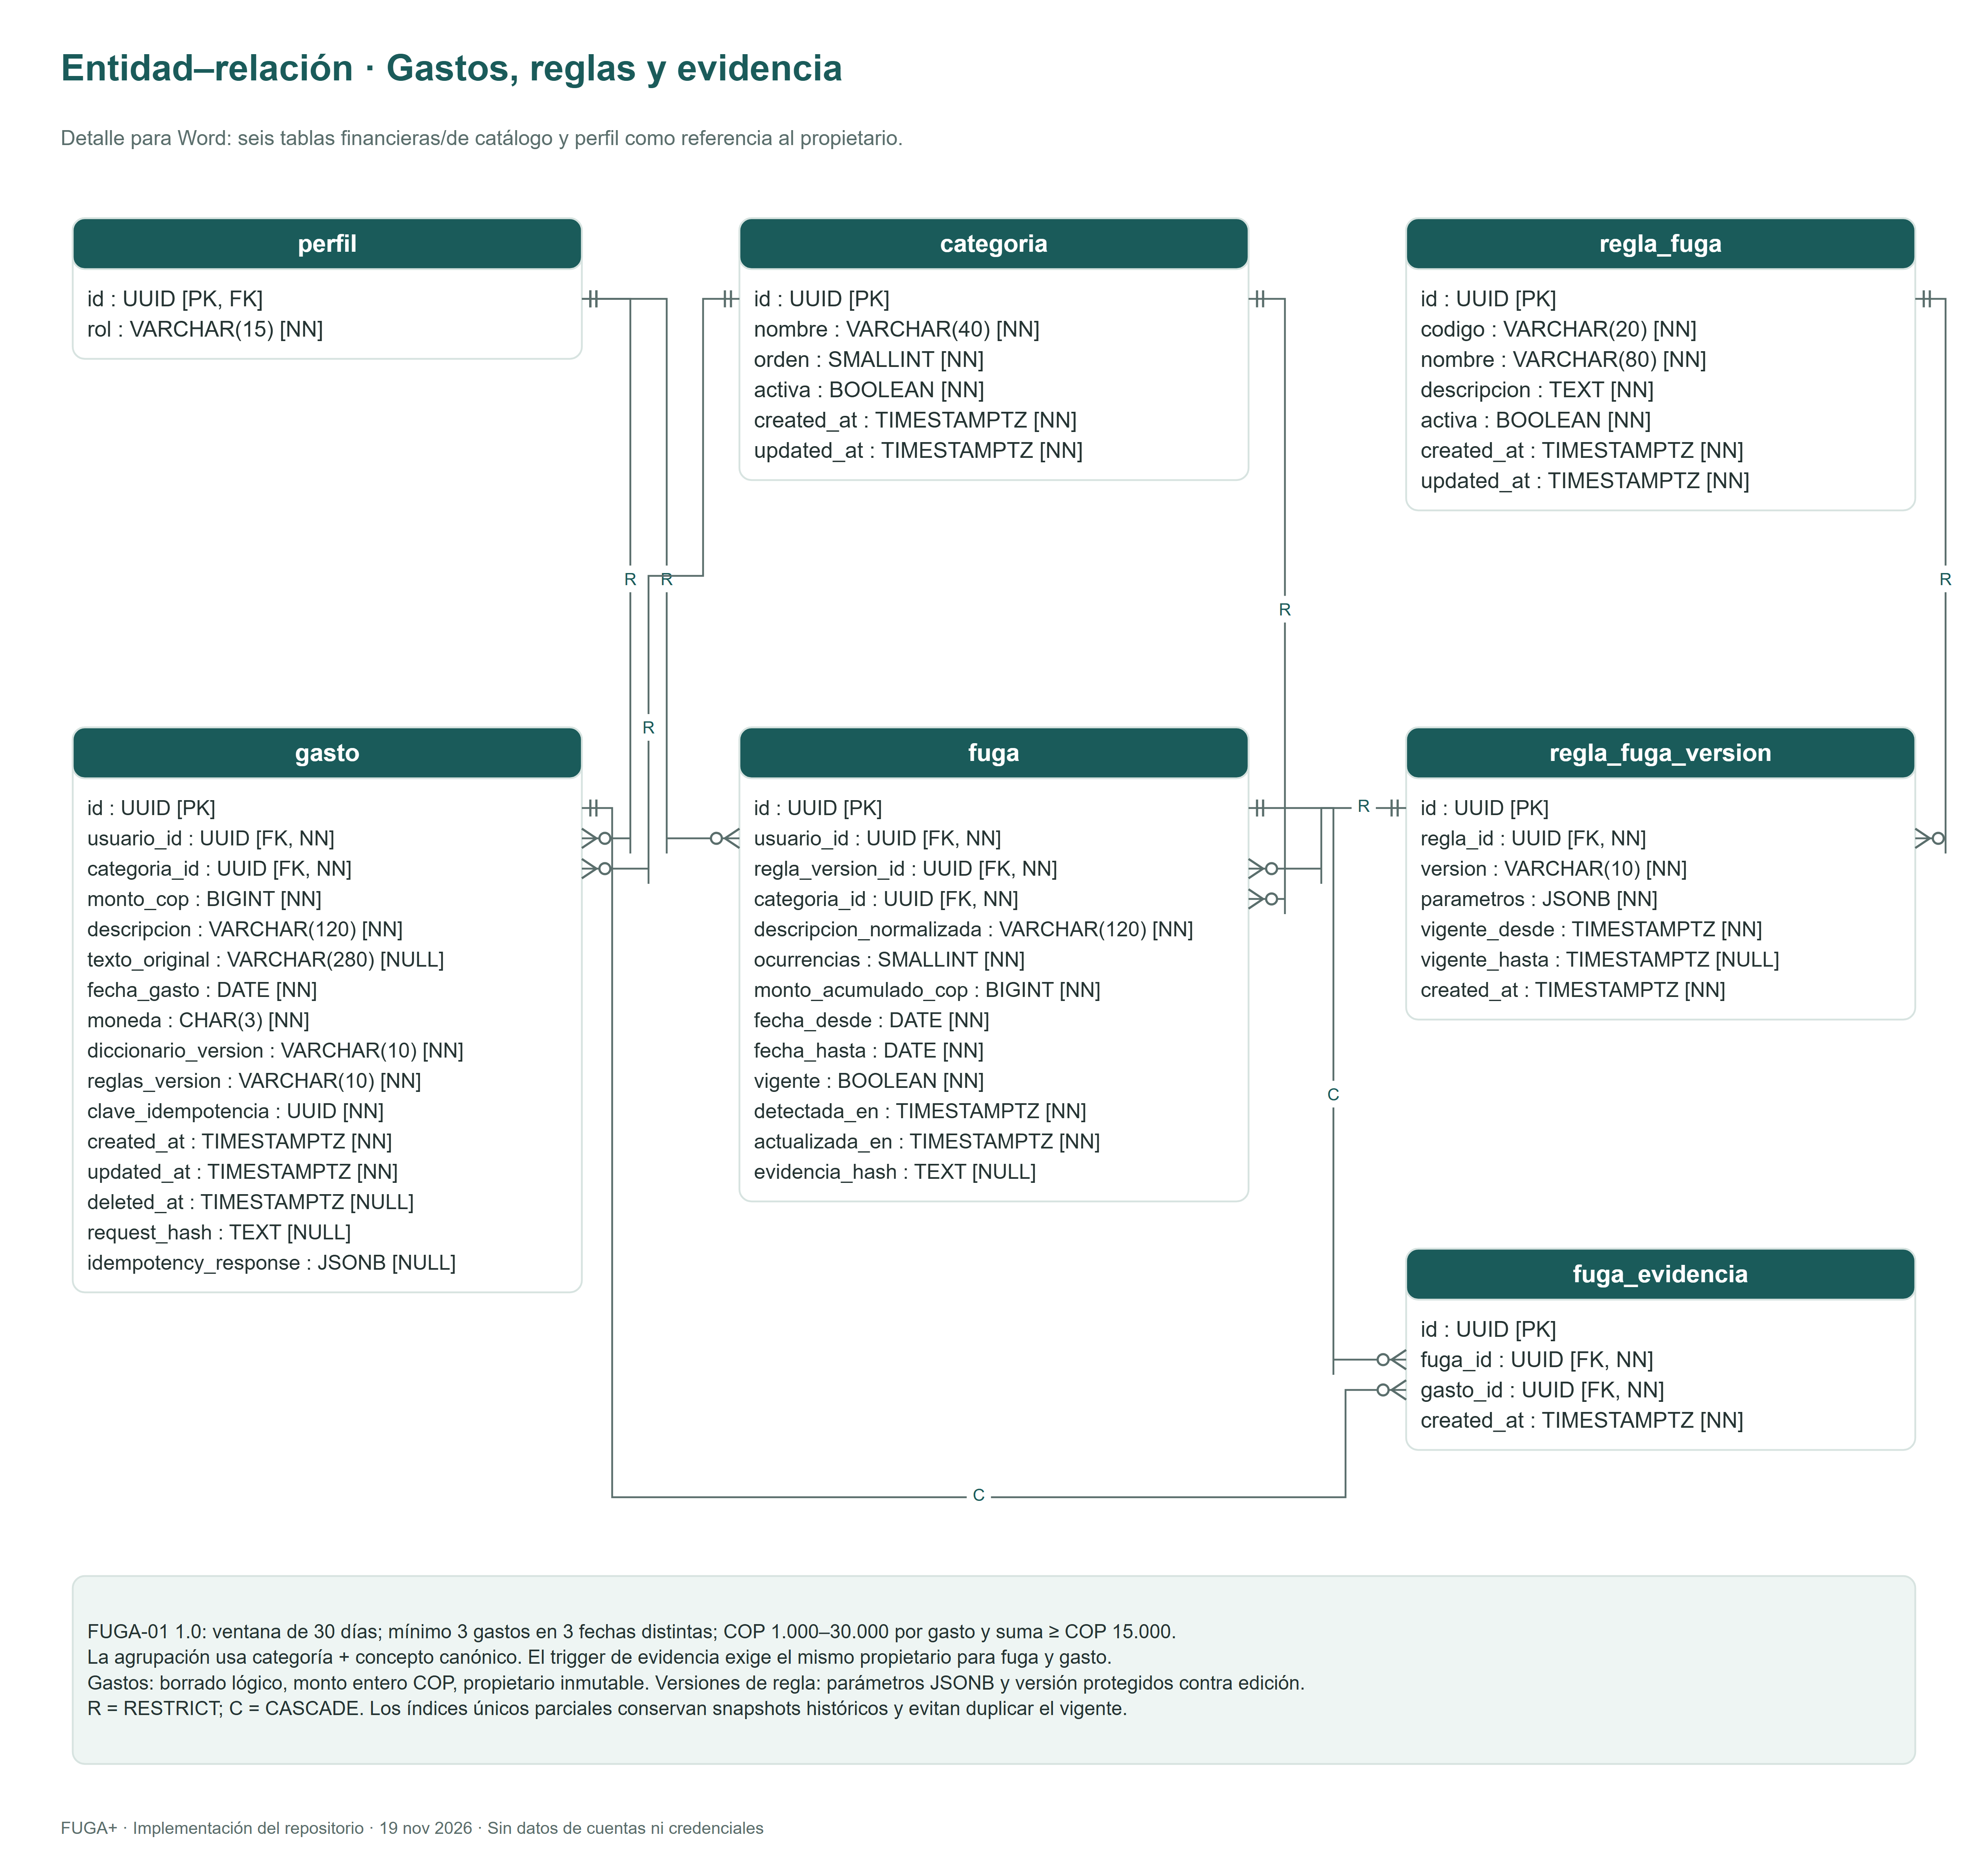 Entidad–relación · Gastos, reglas y evidencia
Detalle para Word: seis tablas financieras/de catálogo y perfil como referencia al propietario.
perfil
id : UUID [PK, FK]
rol : VARCHAR(15) [NN]
categoria
id : UUID [PK]
nombre : VARCHAR(40) [NN]
orden : SMALLINT [NN]
activa : BOOLEAN [NN]
created_at : TIMESTAMPTZ [NN]
updated_at : TIMESTAMPTZ [NN]
regla_fuga
id : UUID [PK]
codigo : VARCHAR(20) [NN]
nombre : VARCHAR(80) [NN]
descripcion : TEXT [NN]
activa : BOOLEAN [NN]
created_at : TIMESTAMPTZ [NN]
updated_at : TIMESTAMPTZ [NN]
R
R
R
R
R
gasto
id : UUID [PK]
usuario_id : UUID [FK, NN]
categoria_id : UUID [FK, NN]
monto_cop : BIGINT [NN]
descripcion : VARCHAR(120) [NN]
texto_original : VARCHAR(280) [NULL]
fecha_gasto : DATE [NN]
moneda : CHAR(3) [NN]
diccionario_version : VARCHAR(10) [NN]
reglas_version : VARCHAR(10) [NN]
clave_idempotencia : UUID [NN]
created_at : TIMESTAMPTZ [NN]
updated_at : TIMESTAMPTZ [NN]
deleted_at : TIMESTAMPTZ [NULL]
request_hash : TEXT [NULL]
idempotency_response : JSONB [NULL]
fuga
id : UUID [PK]
usuario_id : UUID [FK, NN]
regla_version_id : UUID [FK, NN]
categoria_id : UUID [FK, NN]
descripcion_normalizada : VARCHAR(120) [NN]
ocurrencias : SMALLINT [NN]
monto_acumulado_cop : BIGINT [NN]
fecha_desde : DATE [NN]
fecha_hasta : DATE [NN]
vigente : BOOLEAN [NN]
detectada_en : TIMESTAMPTZ [NN]
actualizada_en : TIMESTAMPTZ [NN]
evidencia_hash : TEXT [NULL]
R
regla_fuga_version
id : UUID [PK]
regla_id : UUID [FK, NN]
version : VARCHAR(10) [NN]
parametros : JSONB [NN]
vigente_desde : TIMESTAMPTZ [NN]
vigente_hasta : TIMESTAMPTZ [NULL]
created_at : TIMESTAMPTZ [NN]
C
fuga_evidencia
id : UUID [PK]
fuga_id : UUID [FK, NN]
gasto_id : UUID [FK, NN]
created_at : TIMESTAMPTZ [NN]
C
FUGA-01 1.0: ventana de 30 días; mínimo 3 gastos en 3 fechas distintas; COP 1.000–30.000 por gasto y suma ≥ COP 15.000.
La agrupación usa categoría + concepto canónico. El trigger de evidencia exige el mismo propietario para fuga y gasto.
Gastos: borrado lógico, monto entero COP, propietario inmutable. Versiones de regla: parámetros JSONB y versión protegidos contra edición.
R = RESTRICT; C = CASCADE. Los índices únicos parciales conservan snapshots históricos y evitan duplicar el vigente.
FUGA+ · Implementación del repositorio · 19 nov 2026 · Sin datos de cuentas ni credenciales